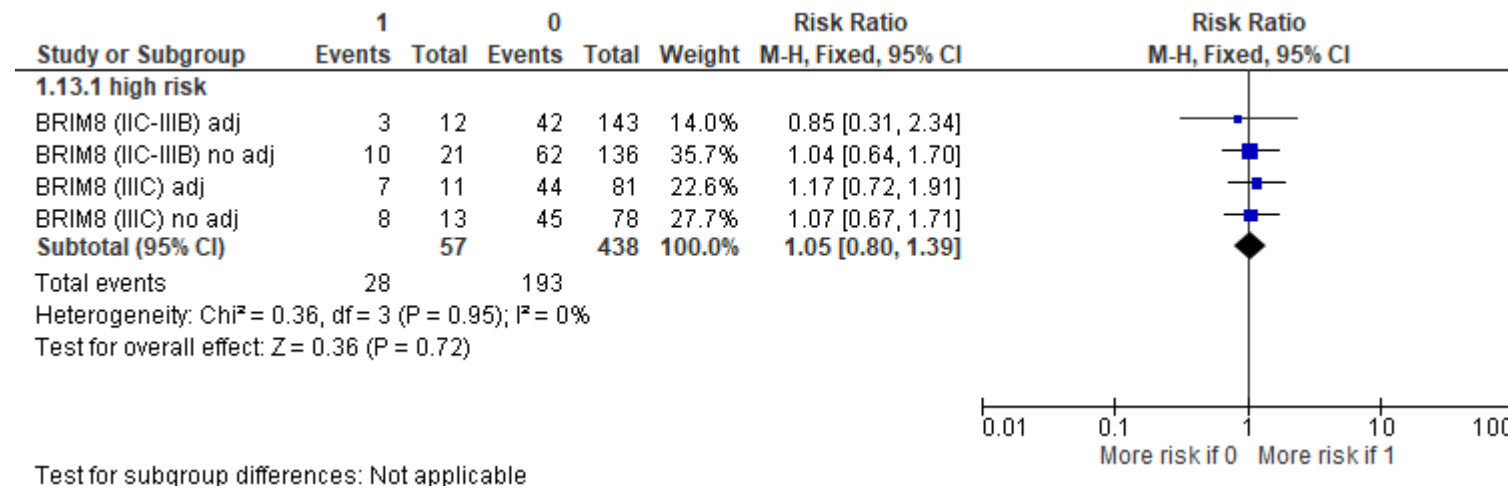 1 0 Risk Ratio Risk Ratio
Study or Subgroup Events Total Events Total Weight M-H, Fixed, 95% CI M-H, Fixed, 95% CI
1.13.1 high risk
BRIM8 (IIC-IIIB) adj 3 12 42 143 14.0% 0.85 [0.31, 2.34]
BRIM8 (IIC-IIIB) no adj 10 21 62 136 35.7% 1.04 [0.64, 1.70]
BRIM8 (IIIC) adj 7 11 44 81 22.6% 1.17 [0.72, 1.91]
BRIM8 (IIIC) no adj 8 13 45 78 27.7% 1.07 [0.67, 1.71]
Subtotal (95% CI) 57 438 100.0% 1.05 [0.80, 1.39]
Total events 28 193
Heterogeneity: Chi² = 0.36, df = 3 (P = 0.95); I² = 0%
Test for overall effect: Z = 0.36 (P = 0.72)
0.01 0.1 1 10 100
More risk if 0 More risk if 1
Test for subgroup differences: Not applicable